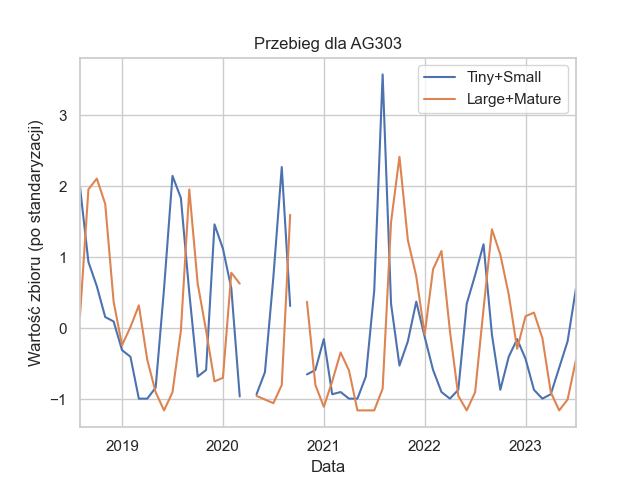 Przebieg dla AG303
Tiny+Small
Large+Mature
Wartość zbioru (po standaryzacji)
3
2
1
0
−1
2019
2020
2021
2022
2023
Data